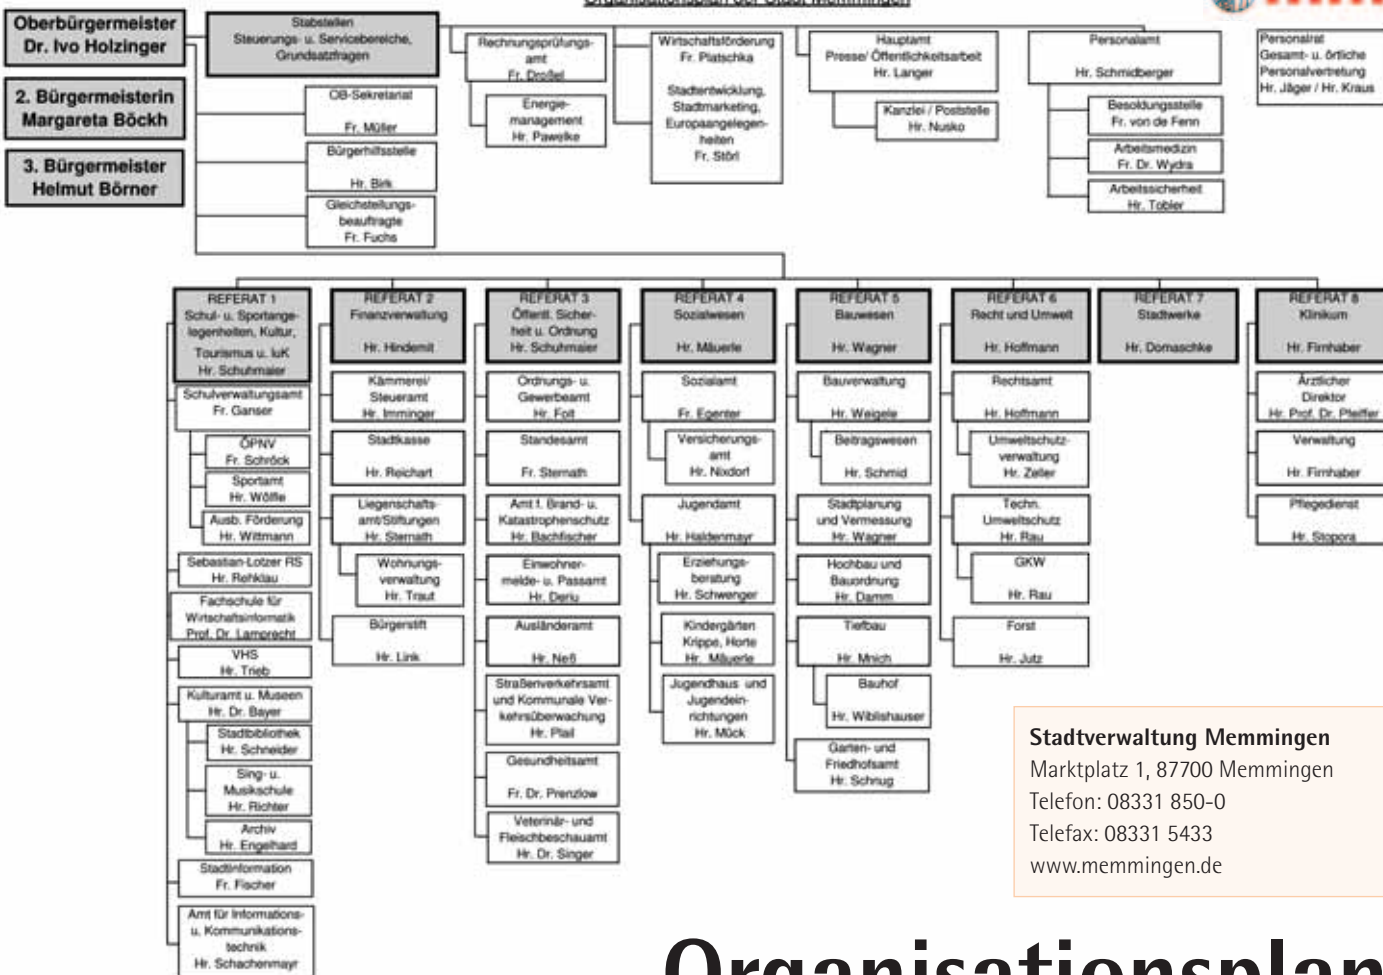 Organisationsplan der Stadt Memmingen
Oberbürgermeister
Dr. Ivo Holzinger
2. Bürgermeisterin
Margareta Böckh
3. Bürgermeister
Helmut Börner
Stabstellen
Steuerungs- u. Servicebereiche,
Grundsatzfragen
OB-Sekretariat
Fr. Müller
Bürgerhilfsstelle
Hr. Birk
Gleichstellungs-
beauftragte
Fr. Fuchs
Rechnungsprüfungs-
amt
Fr. Droßel
Energie-
management
Hr. Pawelke
Wirtschaftsförderung
Fr. Platschka
Stadtentwicklung,
Stadtmarketing,
Europaangelegen-
heiten
Fr. Störl
Hauptamt
Presse/ Öffentlichkeitsarbeit
Hr. Langer
Kanzlei / Poststelle
Hr. Nusko
Personalamt
Hr. Schmidberger
Besoldungsstelle
Fr. von de Fenn
Arbeitsmedizin
Fr. Dr. Wydra
Arbeitssicherheit
Hr. Tobler
Personalrat
Gesamt- u. örtliche
Personalvertretung
Hr. Jäger / Hr. Kraus
REFERAT 1
Schul- u. Sportange-
legenheiten, Kultur,
Tourismus u. IuK
Hr. Schuhmaier
Schulverwaltungsamt
Fr. Ganser
ÖPNV
Fr. Schröck
Sportamt
Hr. Wölfle
Ausb. Förderung
Hr. Wittmann
Sebastian-Lotzer RS
Hr. Rehklau
Fachschule für
Wirtschaftsinformatik
Prof. Dr. Lamprecht
VHS
Hr. Trieb
Kulturamt u. Museen
Hr. Dr. Bayer
Stadtbibliothek
Hr. Schneider
Sing- u.
Musikschule
Hr. Richter
Archiv
Hr. Engelhard
Stadtinformation
Fr. Fischer
Amt für Informations-
u. Kommunikations-
technik
Hr. Schachenmayr
REFERAT 2
Finanzverwaltung
Hr. Hindemit
Kämmerei/
Steueramt
Hr. Imminger
Stadtkasse
Hr. Reichart
Liegenschafts-
amt/Stiftungen
Hr. Sternath
Wohnungs-
verwaltung
Hr. Traut
Bürgerstift
Hr. Link
REFERAT 3
Öffentl. Sicher-
heit u. Ordnung
Hr. Schuhmaier
Ordnungs- u.
Gewerbeamt
Hr. Foit
Standesamt
Fr. Sternath
Amt f. Brand- u.
Katastrophenschutz
Hr. Bachfischer
Einwohner-
melde- u. Passamt
Hr. Deriu
Ausländeramt
Hr. Neß
Straßenverkehrsamt
und Kommunale Ver-
kehrsüberwachung
Hr. Plail
Gesundheitsamt
Fr. Dr. Prenzlow
Veterinär- und
Fleischbeschauamt
Hr. Dr. Singer
REFERAT 4
Sozialwesen
Hr. Mäuerle
Sozialamt
Fr. Egenter
Versicherungs-
amt
Hr. Nixdorf
Jugendamt
Hr. Haldenmayr
Erziehungs-
beratung
Hr. Schwenger
Kindergärten
Krippe, Horte
Hr. Mäuerle
Jugendhaus und
Jugendein-
richtungen
Hr. Mück
REFERAT 5
Bauwesen
Hr. Wagner
Bauverwaltung
Hr. Weigele
Beitragswesen
Hr. Schmid
Stadtplanung
und Vermessung
Hr. Wagner
Hochbau und
Bauordnung
Hr. Damm
Tiefbau
Hr. Mnich
Bauhof
Hr. Wiblishauser
Garten- und
Friedhofsamt
Hr. Schnug
REFERAT 6
Recht und Umwelt
Hr. Hoffmann
Rechtsamt
Hr. Hoffmann
Umweltschutz-
verwaltung
Hr. Zeller
Techn.
Umweltschutz
Hr. Rau
GKW
Hr. Rau
Forst
Hr. Jutz
REFERAT 7
Stadtwerke
Hr. Domaschke
REFERAT 8
Klinikum
Hr. Firnhaber
Ärztlicher
Direktor
Hr. Prof. Dr. Pfeiffer
Verwaltung
Hr. Firnhaber
Pflegedienst
Hr. Stopora
Stadtverwaltung Memmingen
Marktplatz 1, 87700 Memmingen
Telefon: 08331 850-0
Telefax: 08331 5433
www.memmingen.de
Organisationsplan